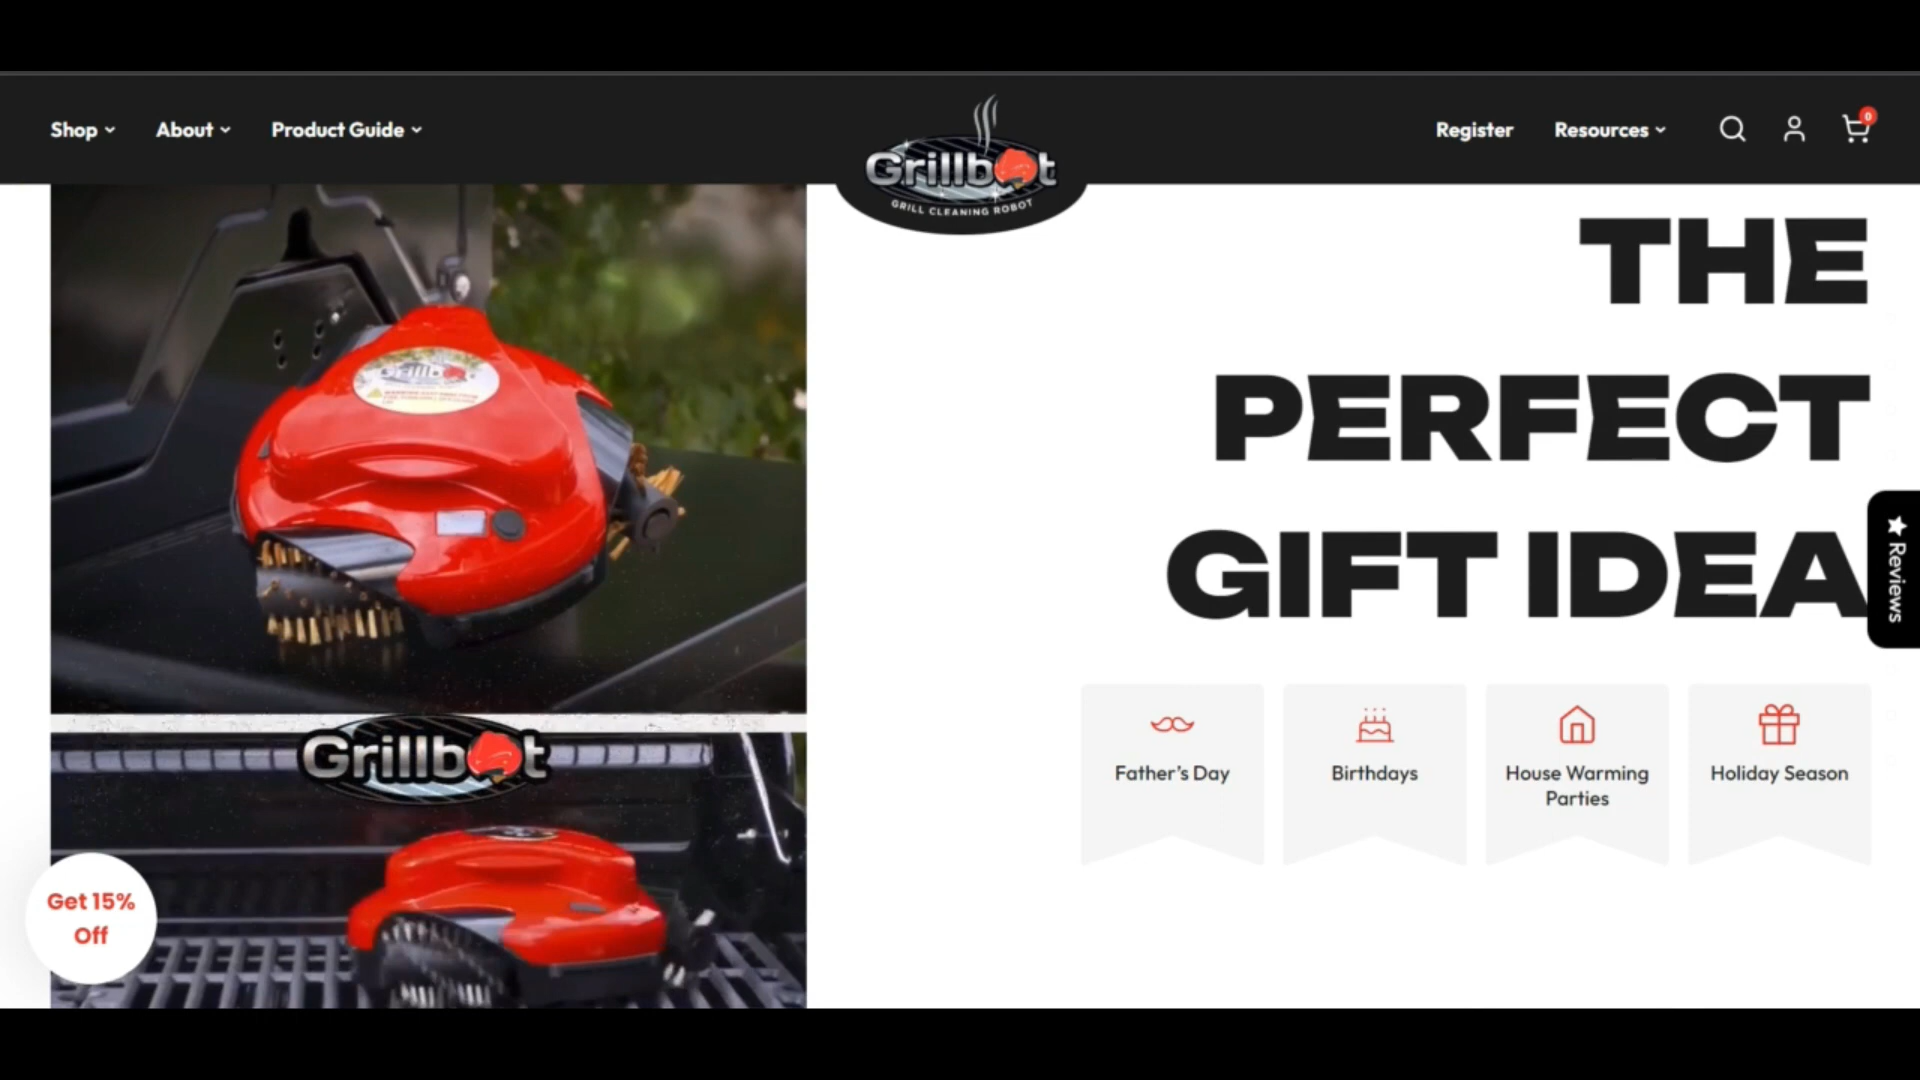 Shop
About
Product Guide
Grillbot
GRILL CLEANING ROBOT
Register
Resources
0
THE
PERFECT
GIFT IDEA
Reviews
Father's Day
Birthdays
House Warming
Parties
Holiday Season
Grillbot
Grillbot
Get 15%
Off